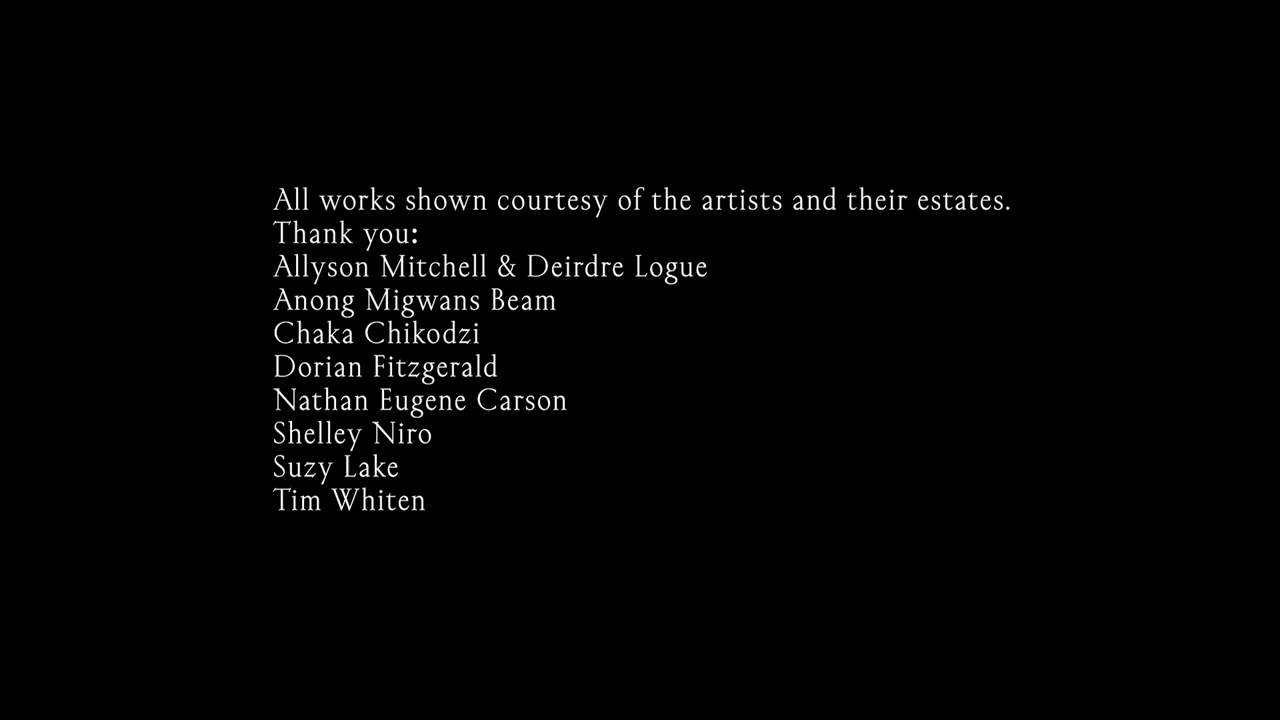 All works shown courtesy of the artists and their estates.
Thank you:
Allyson Mitchell & Deirdre Logue
Anong Migwans Beam
Chaka Chikodzi
Dorian Fitzgerald
Nathan Eugene Carson
Shelley Niro
Suzy Lake
Tim Whiten